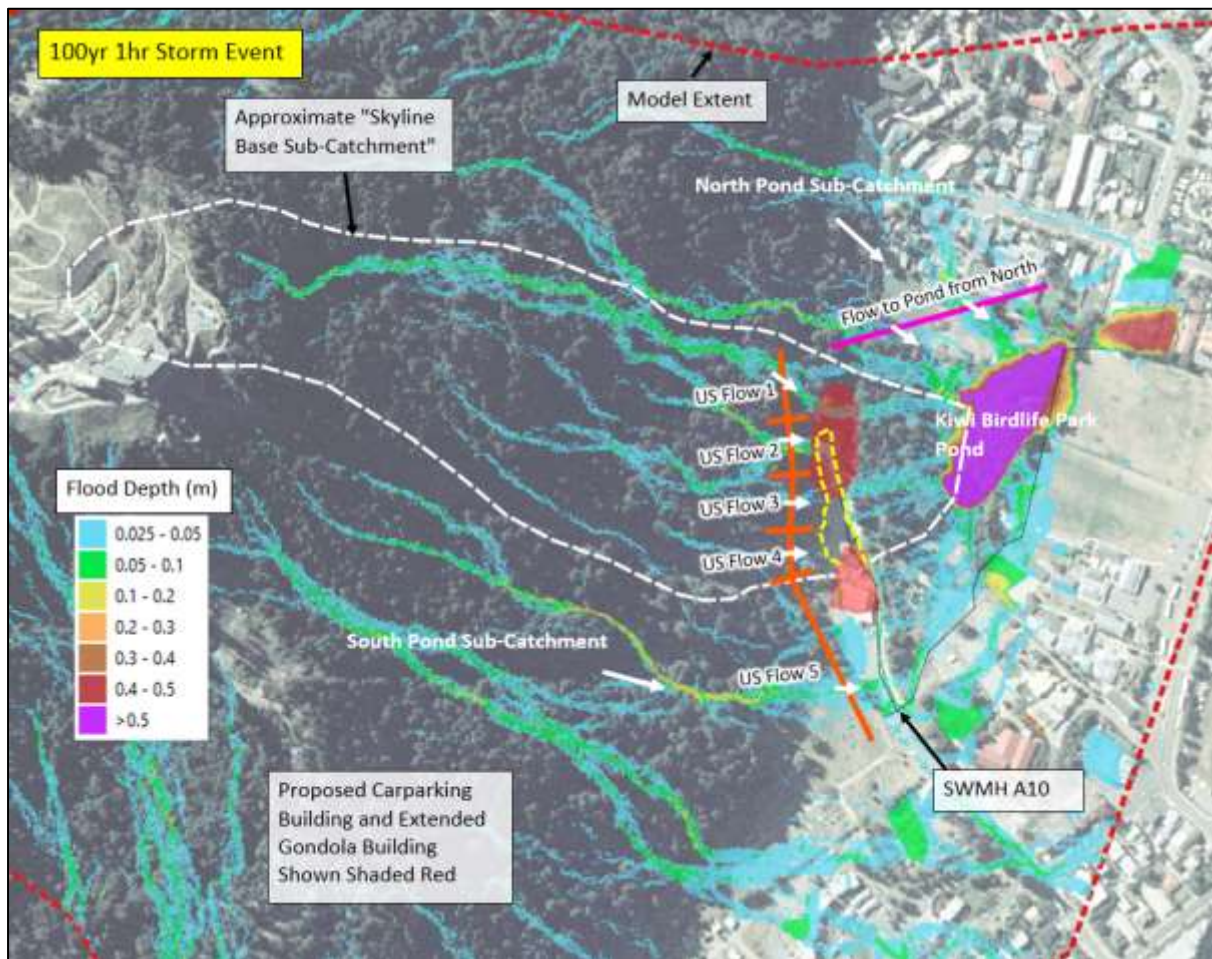 100yr 1hr Storm Event
Model Extent
Approximate "Skyline
Base Sub-Catchment"
North Pond Sub-Catchment
Flow to Pond from North
US Flow 1
Kiwi Birdlife Park
Pond
US Flow 2
US Flow 3
US Flow 4
Flood Depth (m)
0.025 - 0.05
0.05 - 0.1
0.1 - 0.2
0.2 - 0.3
0.3 - 0.4
0.4 - 0.5
>0.5
South Pond Sub-Catchment
US Flow 5
SWMH A10
Proposed Carparking
Building and Extended
Gondola Building
Shown Shaded Red